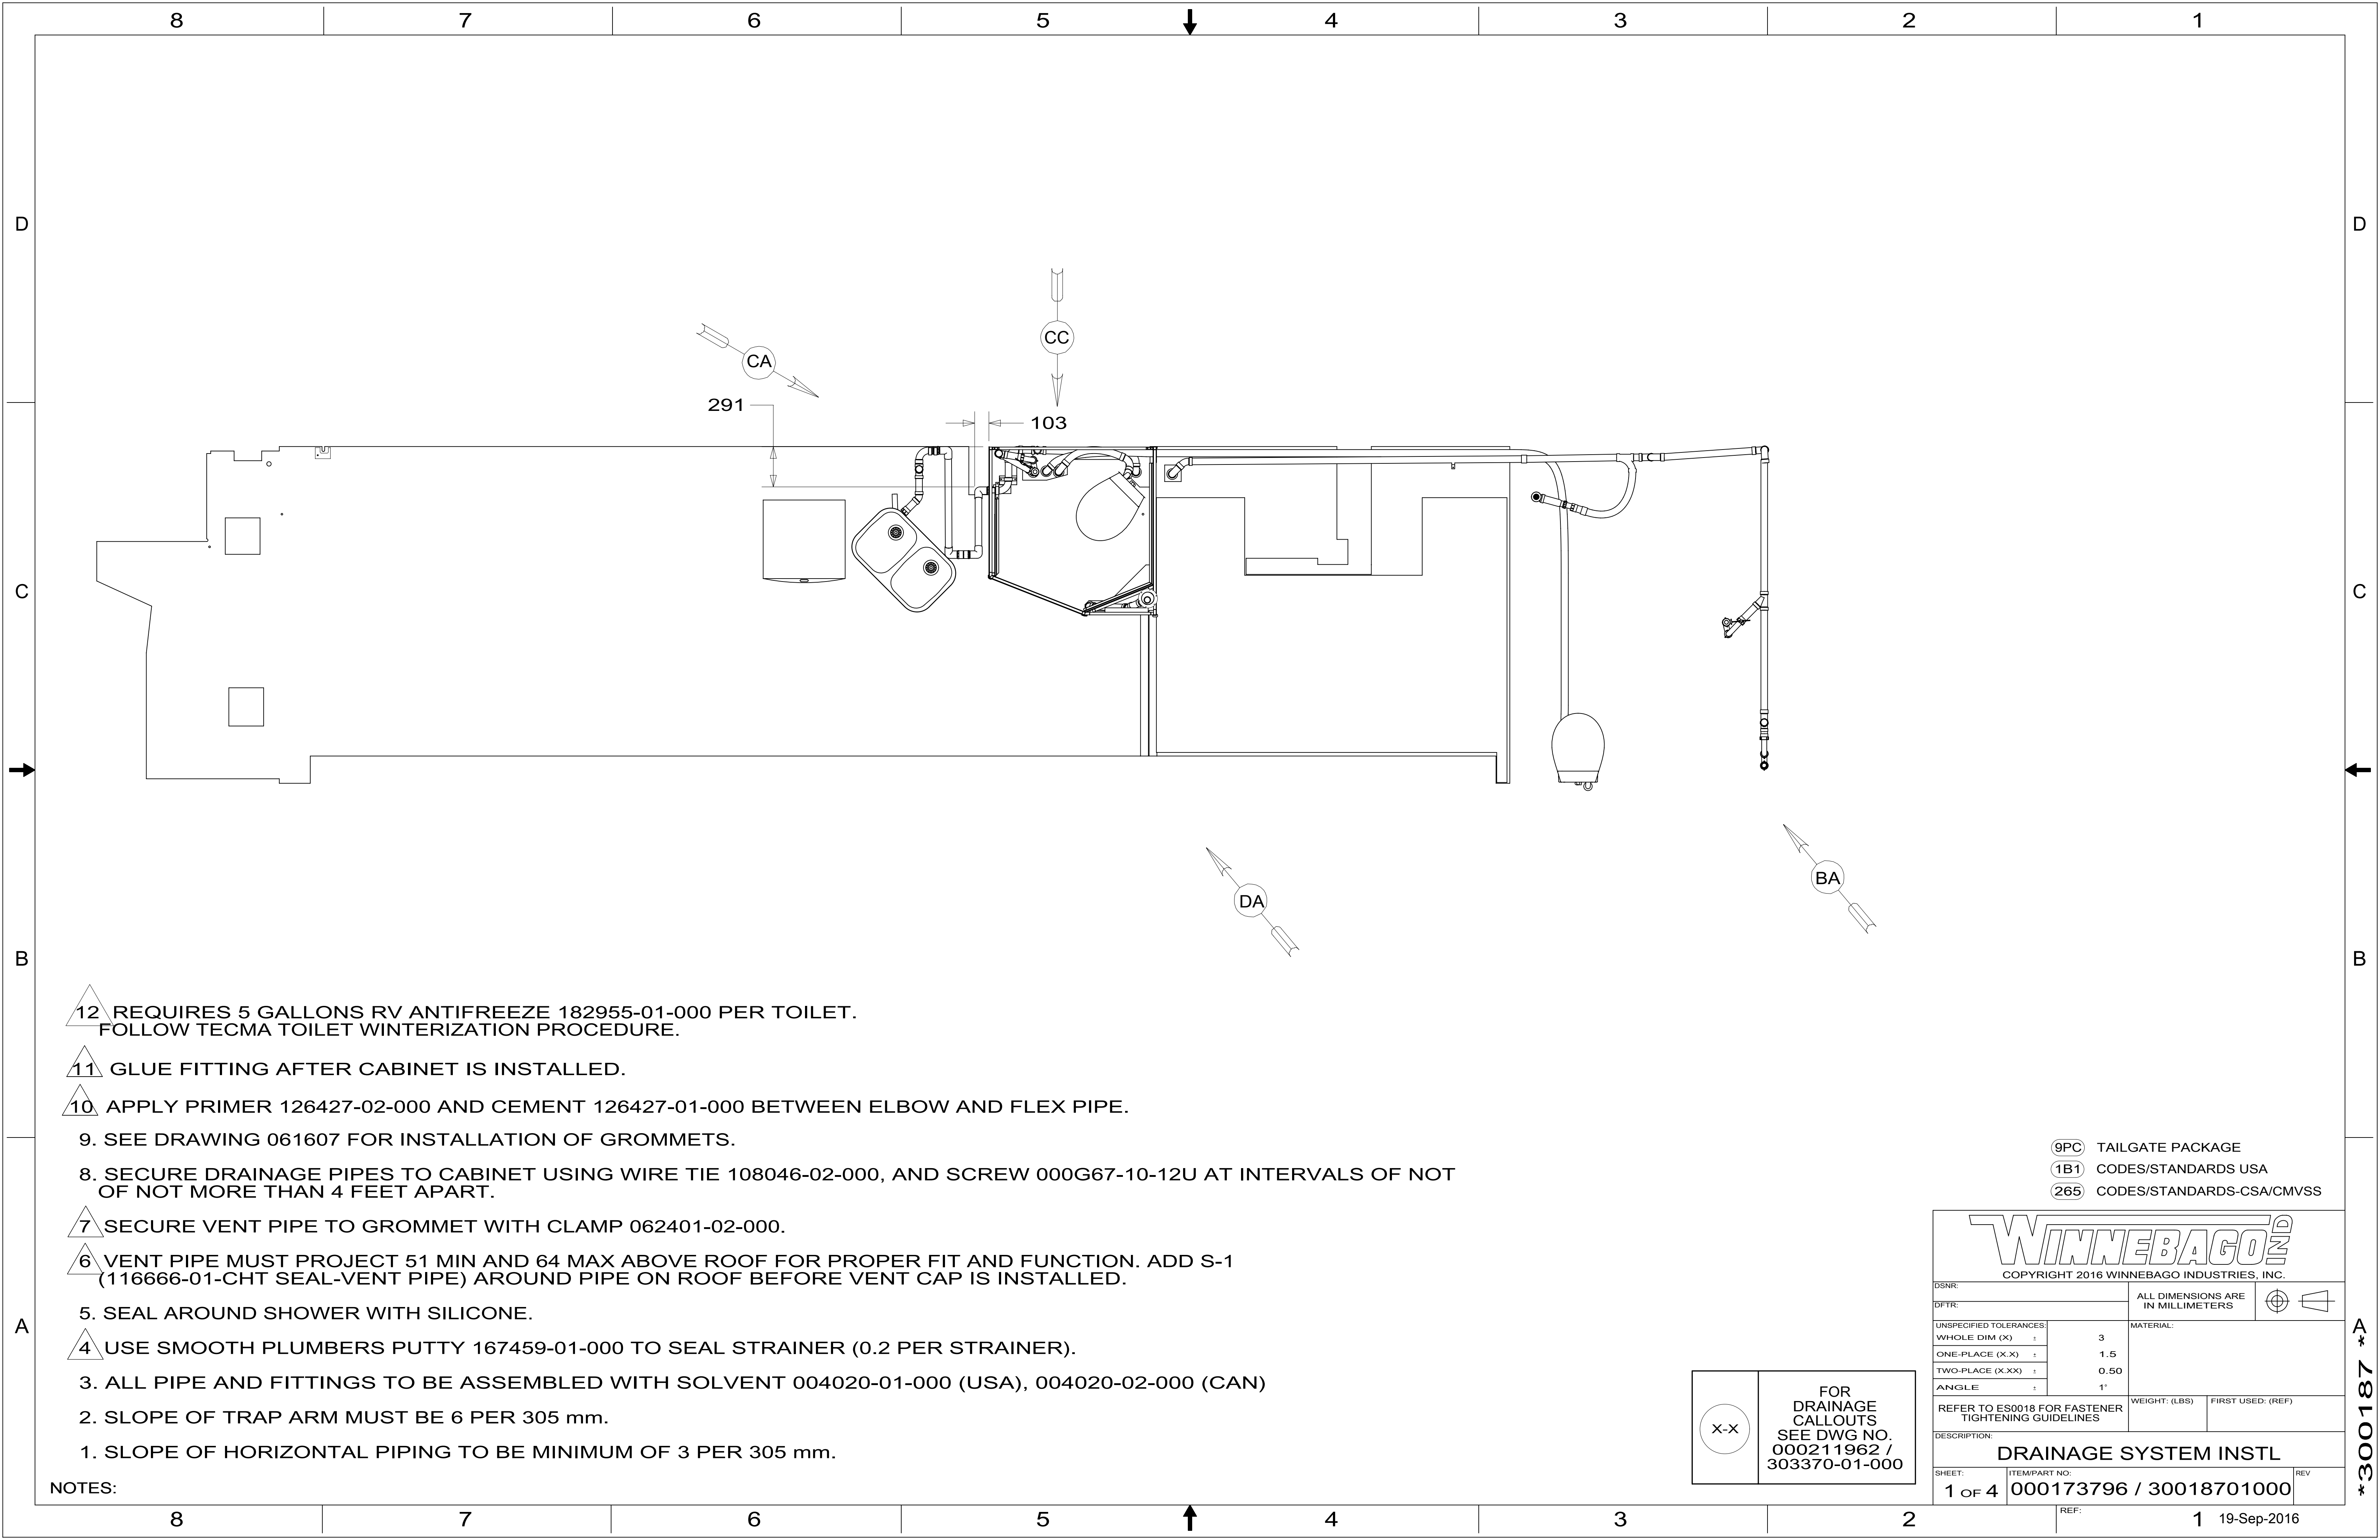 8 7 6 5 4 3 2 1
D D
CC
CA
291
103
C C
BA
DA
B B
12 REQUIRES 5 GALLONS RV ANTIFREEZE 182955-01-000 PER TOILET.
FOLLOW TECMA TOILET WINTERIZATION PROCEDURE.
11 GLUE FITTING AFTER CABINET IS INSTALLED.
10 APPLY PRIMER 126427-02-000 AND CEMENT 126427-01-000 BETWEEN ELBOW AND FLEX PIPE.
9. SEE DRAWING 061607 FOR INSTALLATION OF GROMMETS.
8. SECURE DRAINAGE PIPES TO CABINET USING WIRE TIE 108046-02-000, AND SCREW 000G67-10-12U AT INTERVALS OF NOT
OF NOT MORE THAN 4 FEET APART.
7 SECURE VENT PIPE TO GROMMET WITH CLAMP 062401-02-000.
6 VENT PIPE MUST PROJECT 51 MIN AND 64 MAX ABOVE ROOF FOR PROPER FIT AND FUNCTION. ADD S-1
(116666-01-CHT SEAL-VENT PIPE) AROUND PIPE ON ROOF BEFORE VENT CAP IS INSTALLED.
5. SEAL AROUND SHOWER WITH SILICONE.
4 USE SMOOTH PLUMBERS PUTTY 167459-01-000 TO SEAL STRAINER (0.2 PER STRAINER).
3. ALL PIPE AND FITTINGS TO BE ASSEMBLED WITH SOLVENT 004020-01-000 (USA), 004020-02-000 (CAN)
2. SLOPE OF TRAP ARM MUST BE 6 PER 305 mm.
1. SLOPE OF HORIZONTAL PIPING TO BE MINIMUM OF 3 PER 305 mm.
NOTES:
A A
X-X
FOR
DRAINAGE
CALLOUTS
SEE DWG NO.
000211962 /
303370-01-000
9PC TAILGATE PACKAGE
1B1 CODES/STANDARDS USA
265 CODES/STANDARDS-CSA/CMVSS
WINNEBAGO IND
COPYRIGHT 2016 WINNEBAGO INDUSTRIES, INC.
DSNR:
DFTR:
ALL DIMENSIONS ARE
IN MILLIMETERS
UNSPECIFIED TOLERANCES:
WHOLE DIM (X) ± 3
ONE-PLACE (X.X) ± 1.5
TWO-PLACE (X.XX) ± 0.50
ANGLE ± 1°
MATERIAL:
REFER TO ES0018 FOR FASTENER
TIGHTENING GUIDELINES
WEIGHT: (LBS)
FIRST USED: (REF)
DESCRIPTION:
DRAINAGE SYSTEM INSTL
SHEET:
1 OF 4
ITEM/PART NO:
000173796 / 30018701000
REV
*300187 *
REF:
8 7 6 5 4 3 2 1
19-Sep-2016